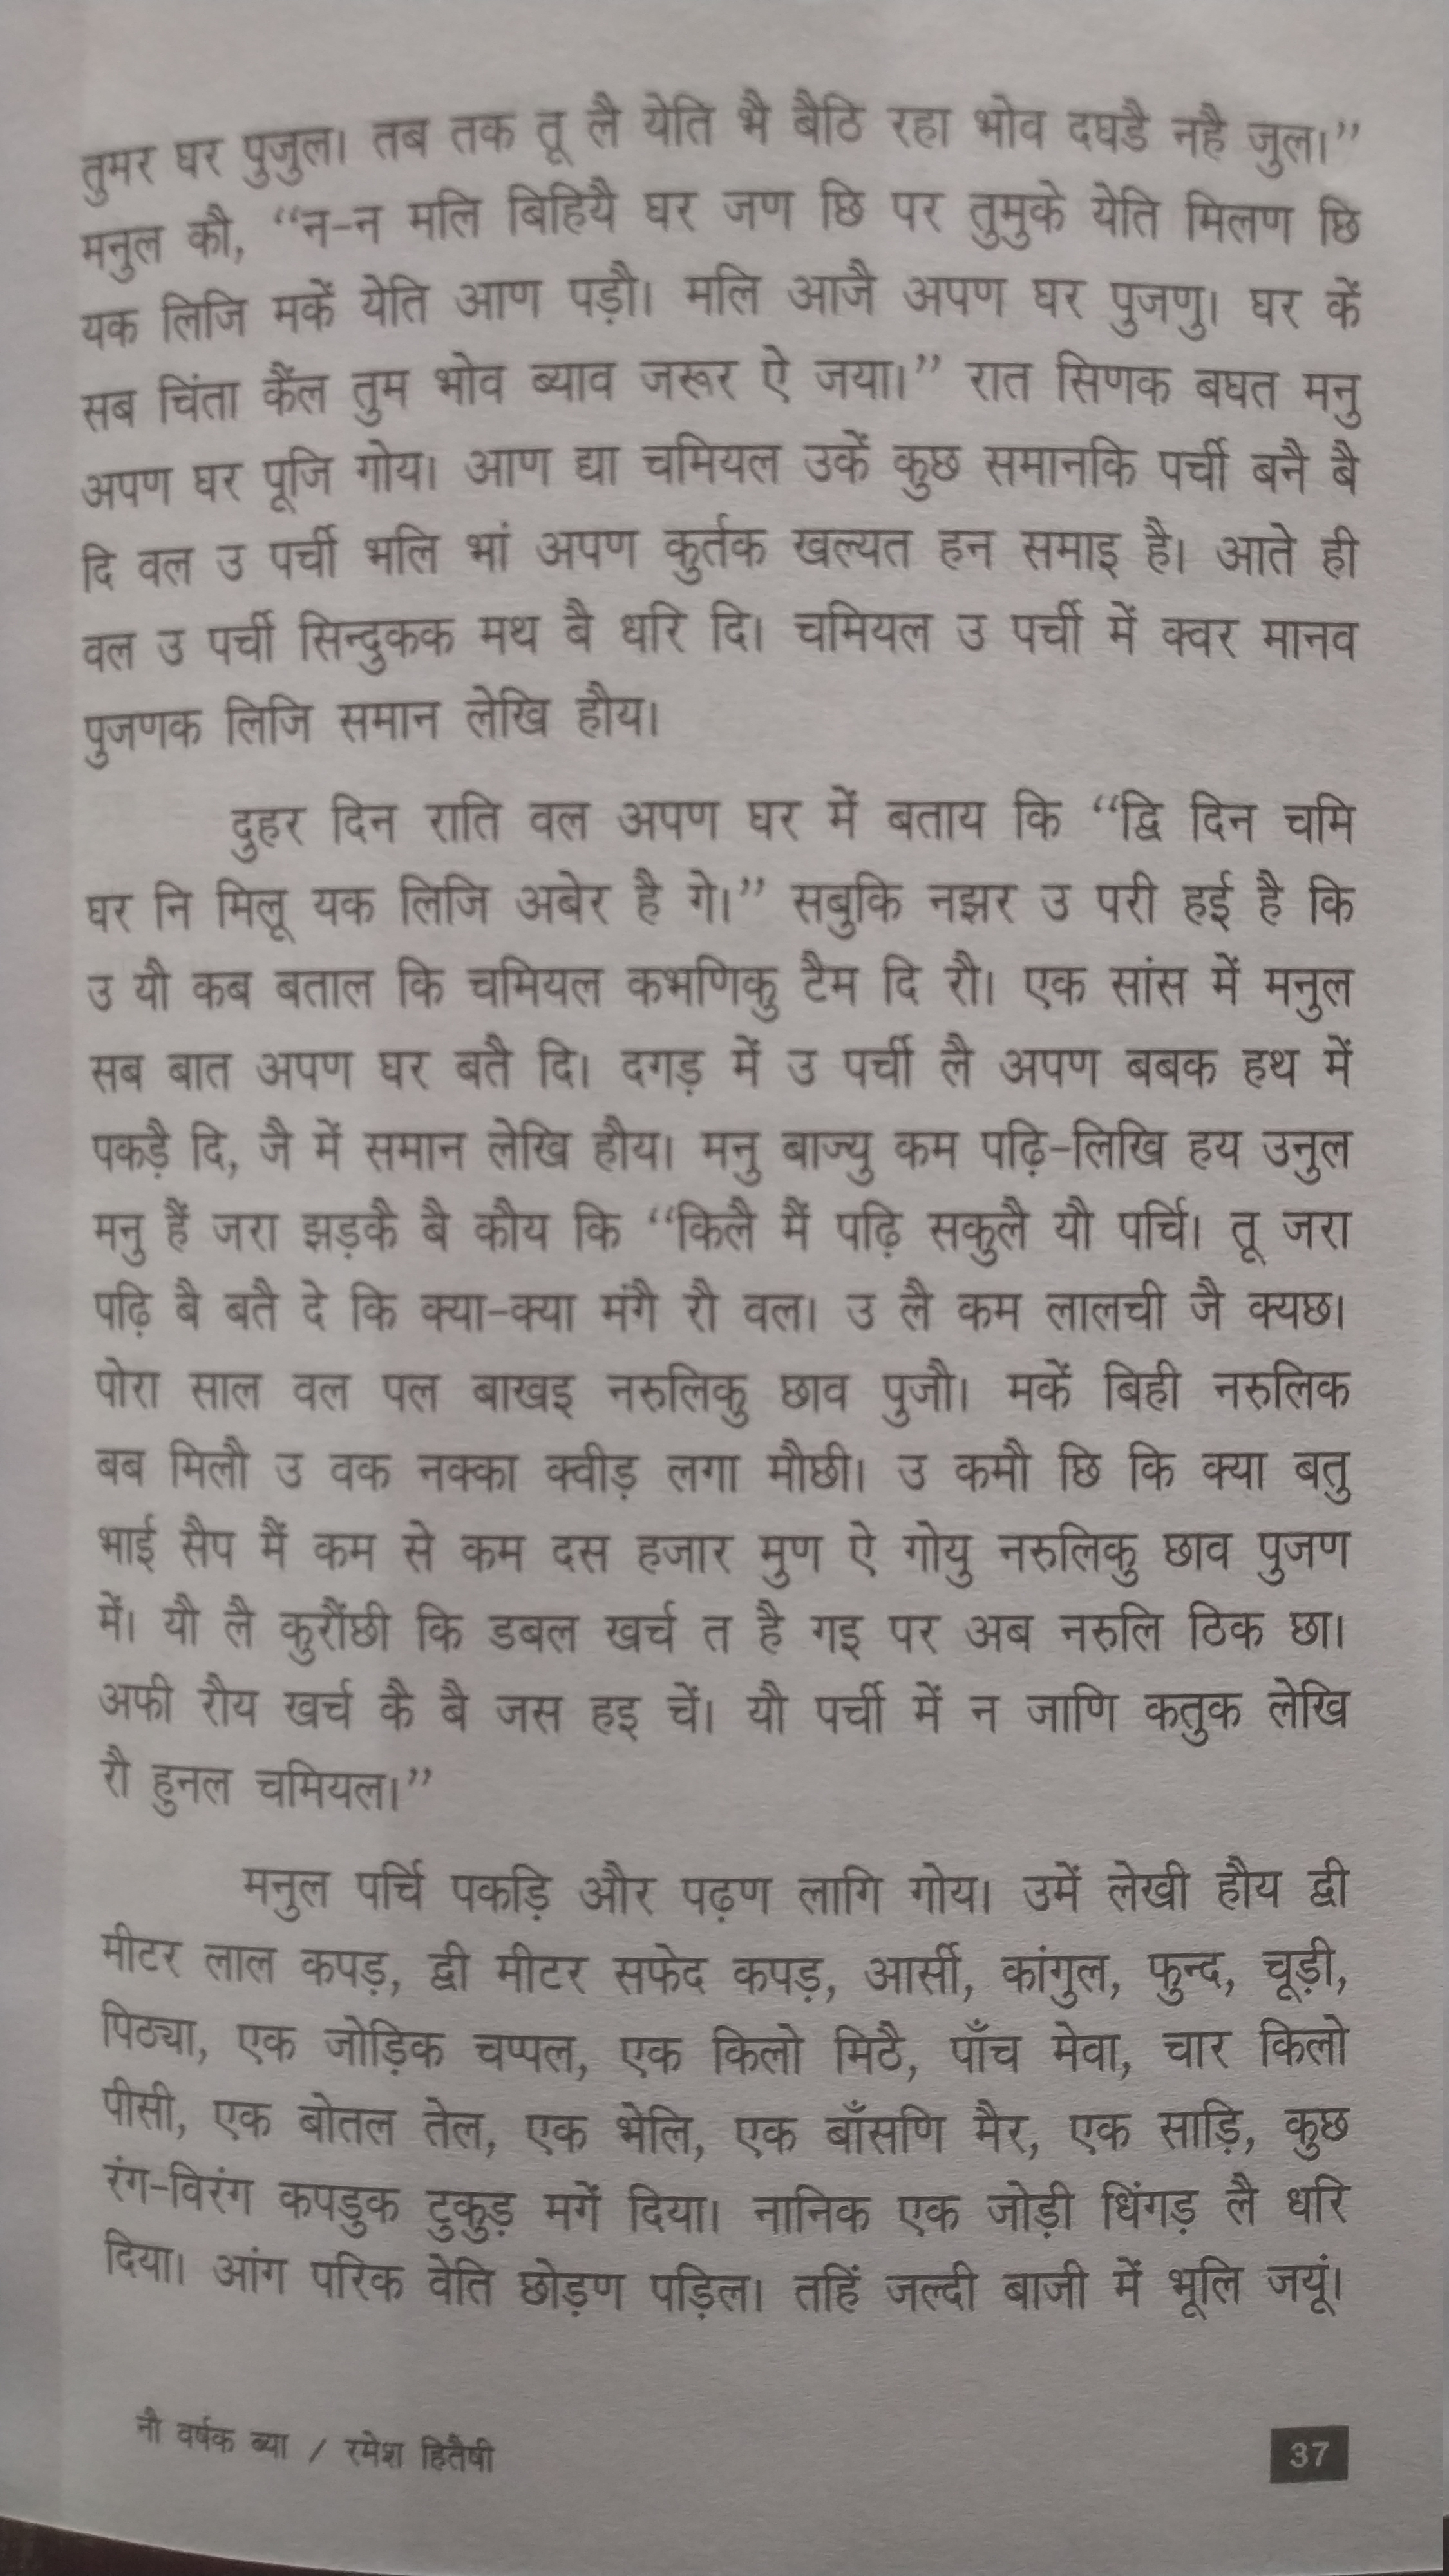 तुमर घर पुजुल। तब तक तू लै येति भै बैठि रहा भोव दघडै नहै जुल।”
मनुल कौ, “न-न मलि बिहियै घर जण छि पर तुमुके येति मिलण छि
यक लिजि मकें येति आण पड़ौ। मलि आजै अपण घर पुजणु। घर कें
सब चिंता कैंल तुम भोव ब्याव जरूर ऐ जया।” रात सिणक बघत मनु
अपण घर पूजि गोय। आण द्या चमियल उकें कुछ समानकि पर्ची बनै बै
दि वल उ पर्ची भलि भां अपण कुर्तक खल्यत हन समाइ है। आते ही
वल उ पर्ची सिन्दुकक मथ बै धरि दि। चमियल उ पर्ची में क्वर मानव
पुजणक लिजि समान लेखि हौय।
दुहर दिन राति वल अपण घर में बताय कि “द्वि दिन चमि
घर नि मिलू यक लिजि अबेर है गे।” सबुकि नझर उ परी हई है कि
उ यौ कब बताल कि चमियल कभणिकु टैम दि रौ। एक सांस में मनुल
सब बात अपण घर बतै दि। दगड़ में उ पर्ची लै अपण बबक हथ में
पकड़ै दि, जै में समान लेखि हौय। मनु बाज्यु कम पढ़ि-लिखि हय उनुल
मनु हैं जरा झड़कै बै कौय कि “किलै मैं पढ़ि सकुलै यौ पर्चि। तू जरा
पढ़ि बै बतै दे कि क्या-क्या मंगै रौ वल। उ लै कम लालची जै क्यछ।
पोरा साल वल पल बाखइ नरुलिकु छाव पुजौ। मकें बिही नरुलिक
बब मिलौ उ वक नक्का क्वीड़ लगा मौछी। उ कमौ छि कि क्या बतु
भाई सैप मैं कम से कम दस हजार मुण ऐ गोयु नरुलिकु छाव पुजण
में। यौ लै कुरौंछी कि डबल खर्च त है गइ पर अब नरुलि ठिक छा।
अफी रौय खर्च कै बै जस हइ चें। यौ पर्ची में न जाणि कतुक लेखि
रौ हुनल चमियल।”
मनुल पर्चि पकड़ि और पढ़ण लागि गोय। उमें लेखी हौय द्वी
मीटर लाल कपड़, द्वी मीटर सफेद कपड़, आर्सी, कांगुल, फुन्द, चूड़ी,
पिठ्या, एक जोड़िक चप्पल, एक किलो मिठै, पाँच मेवा, चार किलो
पीसी, एक बोतल तेल, एक भेलि, एक बाँसणि मैर, एक साड़ि, कुछ
रंग-विरंग कपडुक टुकुड़ मगें दिया। नानिक एक जोड़ी धिंगड़ लै धरि
दिया। आंग परिक वेति छोड़ण पड़िल। तहिं जल्दी बाजी में भूलि जयूं।
नौ वर्षक ब्या / रमेश हितैषी
37